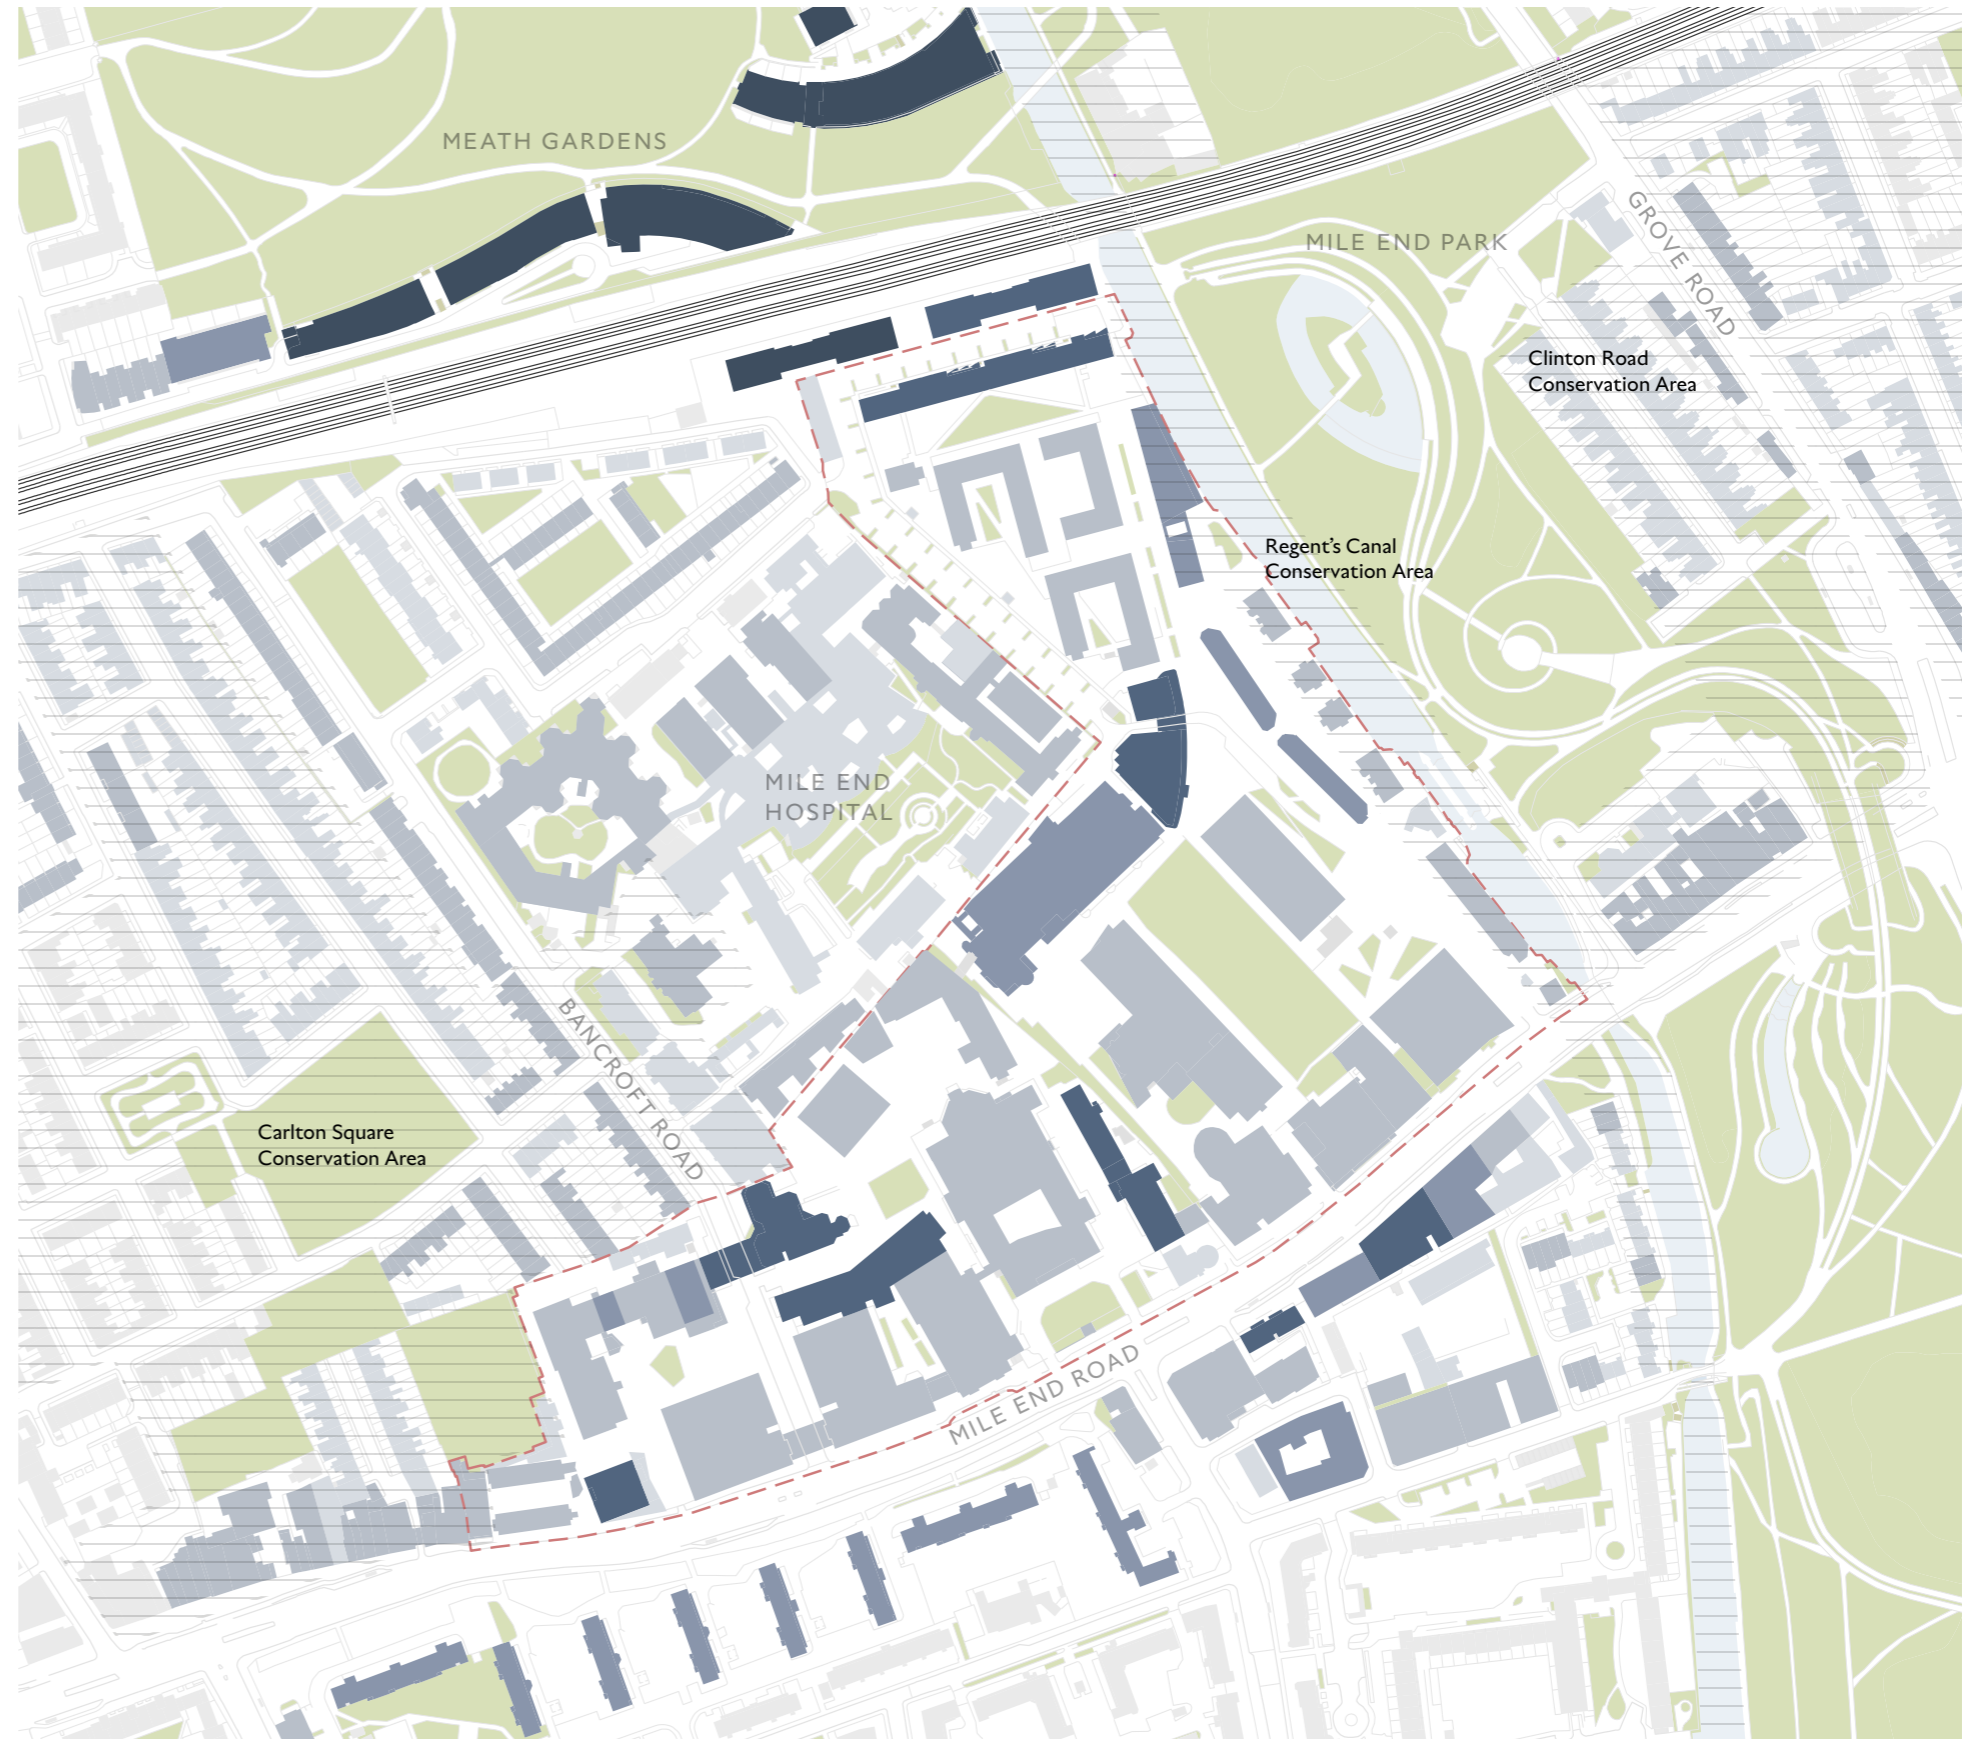 MEATH GARDENS
GROVE ROAD
MILE END PARK
Clinton Road
Conservation Area
Regent's Canal
Conservation Area
MILE END
HOSPITAL
BANCROFT ROAD
Carlton Square
Conservation Area
MILE END ROAD